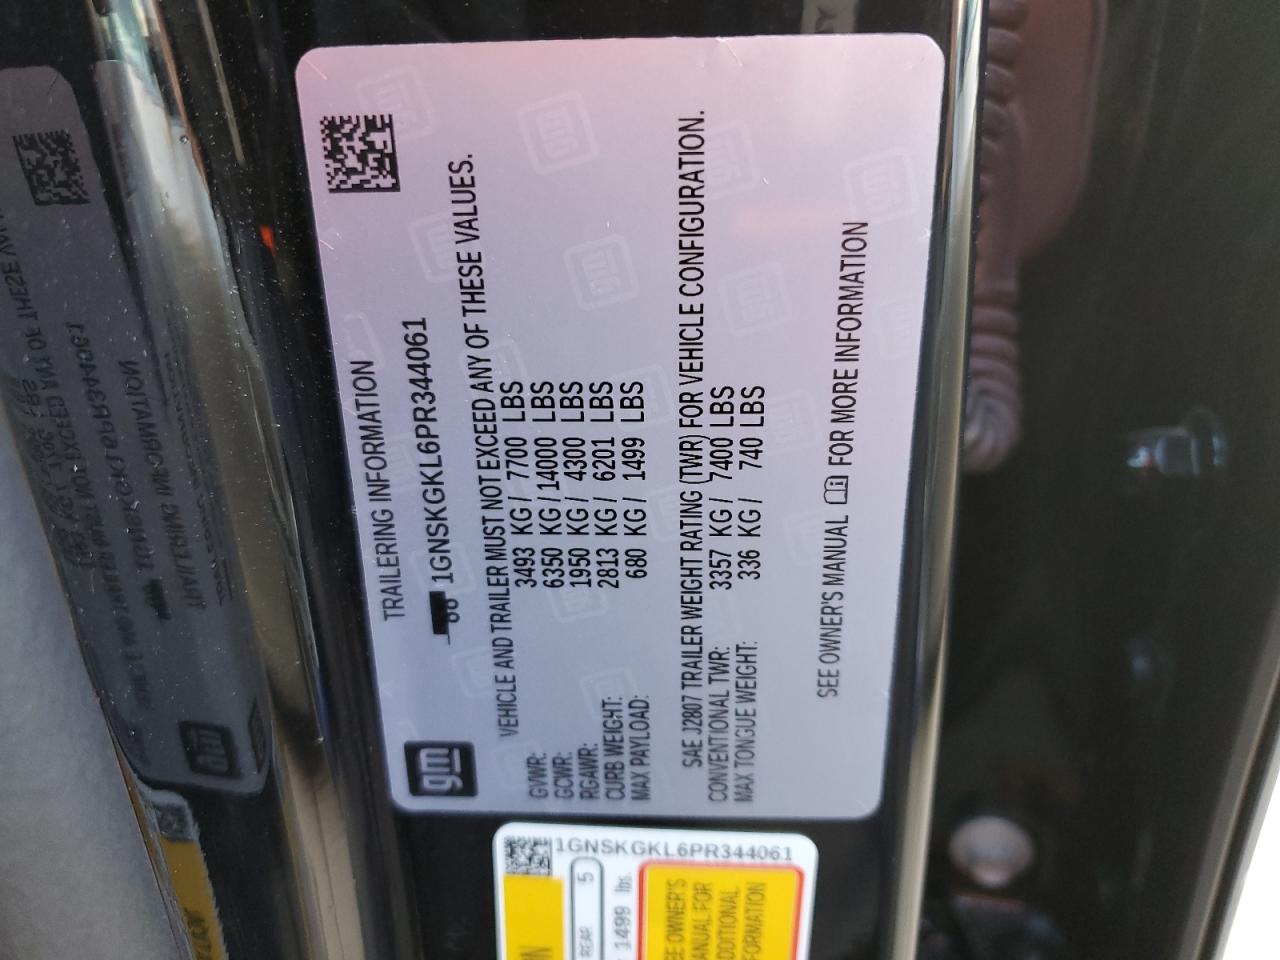 TRAILERING INFORMATION
1GNSKGKL6PR344061
gm
VEHICLE AND TRAILER MUST NOT EXCEED ANY OF THESE VALUES.
GVWR: 3493 KG / 7700 LBS
GCWR: 6350 KG / 14000 LBS
RGAWR: 1950 KG / 4300 LBS
CURB WEIGHT: 2813 KG / 6201 LBS
MAX PAYLOAD: 680 KG / 1499 LBS
SAE J2807 TRAILER WEIGHT RATING (TWR) FOR VEHICLE CONFIGURATION.
CONVENTIONAL TWR: 3357 KG / 7400 LBS
MAX TONGUE WEIGHT: 336 KG / 740 LBS
SEE OWNER'S MANUAL FOR MORE INFORMATION
1GNSKGKL6PR344061
REAR 5
1499 lbs.
EE OWNER'S
ANUAL FOR
DDITIONAL
FORMATION